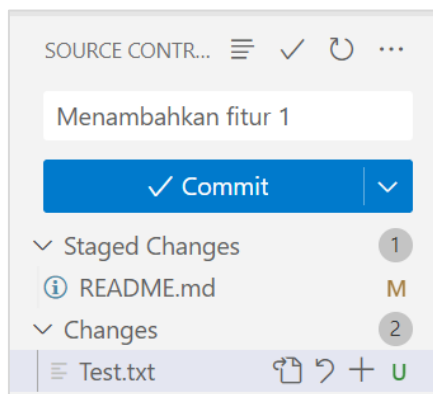 SOURCE CONTR...
Menambahkan fitur 1
Commit
Staged Changes 1
README.md M
Changes 2
Test.txt U